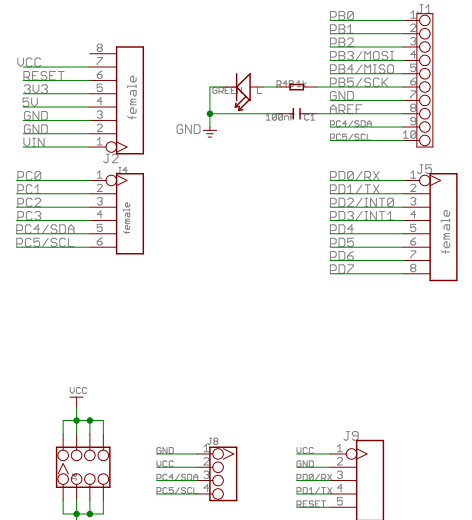 J1
PB0 1
PB1 2
PB2 3
PB3/MOSI 4
PB4/MISO 5
PB5/SCK 6
GND 7
AREF 8
PC4/SDA 9
PC5/SCL 10
8
VCC 7
RESET 6
3V3 5
5V 4
GND 3
GND 2
VIN 1
female
J2
GREEN L
100n C1
GND
J4
PC0 1
PC1 2
PC2 3
PC3 4
PC4/SDA 5
PC5/SCL 6
female
J5
PD0/RX 1
PD1/TX 2
PD2/INT0 3
PD3/INT1 4
PD4 5
PD5 6
PD6 7
PD7 8
female
VCC
J8
GND 1
VCC 2
PC4/SDA 3
PC5/SCL 4
J9
VCC 1
GND 2
PD0/RX 3
PD1/TX 4
RESET 5